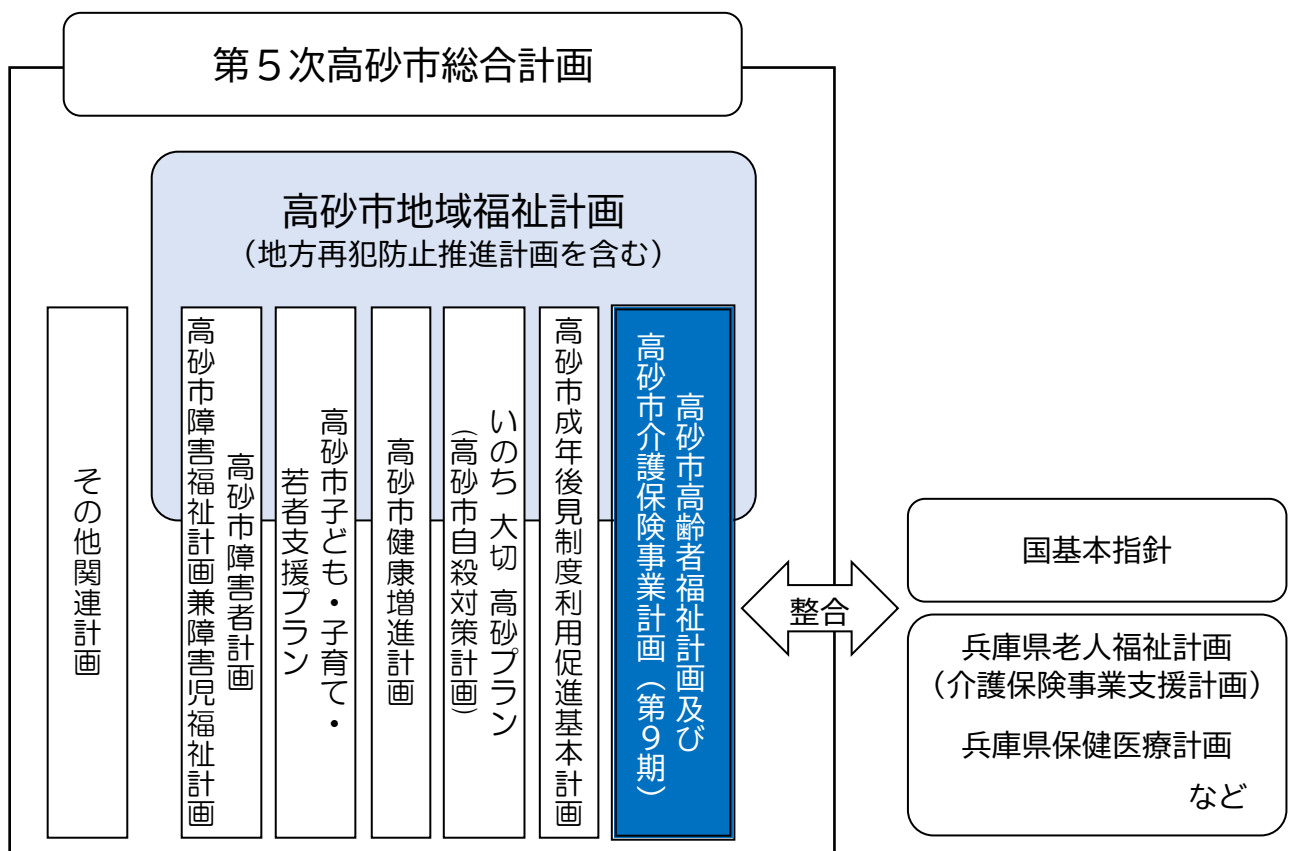 第５次高砂市総合計画
高砂市地域福祉計画
（地方再犯防止推進計画を含む）
その他関連計画
高砂市障害者計画
高砂市障害福祉計画兼障害児福祉計画
高砂市子ども・子育て・
若者支援プラン
高砂市健康増進計画
いのち 大切 高砂プラン
（高砂市自殺対策計画）
高砂市成年後見制度利用促進基本計画
高砂市高齢者福祉計画及び
高砂市介護保険事業計画（第９期）
整合
国基本指針
兵庫県老人福祉計画
（介護保険事業支援計画）
兵庫県保健医療計画
など